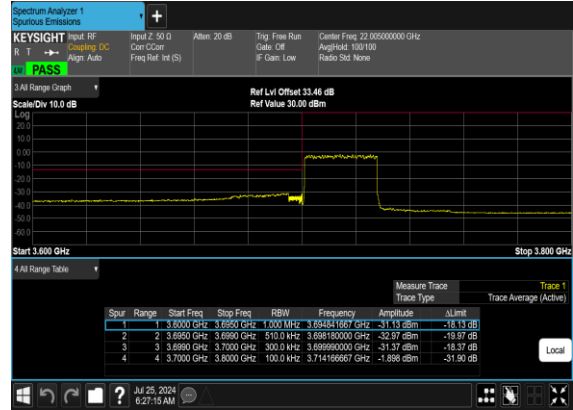 Spectrum Analyzer 1
Spurious Emissions
KEYSIGHT
R T
LM PASS
Input: RF
Coupling: DC
Align: Auto
Input Z: 50 Ω
Corr CCorr
Freq Ref: Int (S)
Atten: 20 dB
Trig: Free Run
Gate: Off
IF Gain: Low
Center Freq: 22.005000000 GHz
Avg|Hold: 100/100
Radio Std: None
3 All Range Graph
Ref Lvl Offset 33.46 dB
Scale/Div 10.0 dB
Ref Value 30.00 dBm
Log
20.0
10.0
0.00
-10.0
-20.0
-30.0
-40.0
-50.0
-60.0
Start 3.600 GHz
Stop 3.800 GHz
4 All Range Table
Measure Trace Trace 1
Trace Type Trace Average (Active)
Spur Range Start Freq Stop Freq RBW Frequency Amplitude ΔLimit
1 1 3.6000 GHz 3.6950 GHz 1.000 MHz 3.694841667 GHz -31.13 dBm -18.13 dB
2 2 3.6950 GHz 3.6990 GHz 510.0 kHz 3.698180000 GHz -32.97 dBm -19.97 dB
3 3 3.6990 GHz 3.7000 GHz 300.0 kHz 3.699990000 GHz -31.37 dBm -18.37 dB
4 4 3.7000 GHz 3.8000 GHz 100.0 kHz 3.714166667 GHz -1.898 dBm -31.90 dB
Local
?
Jul 25, 2024
6:27:15 AM